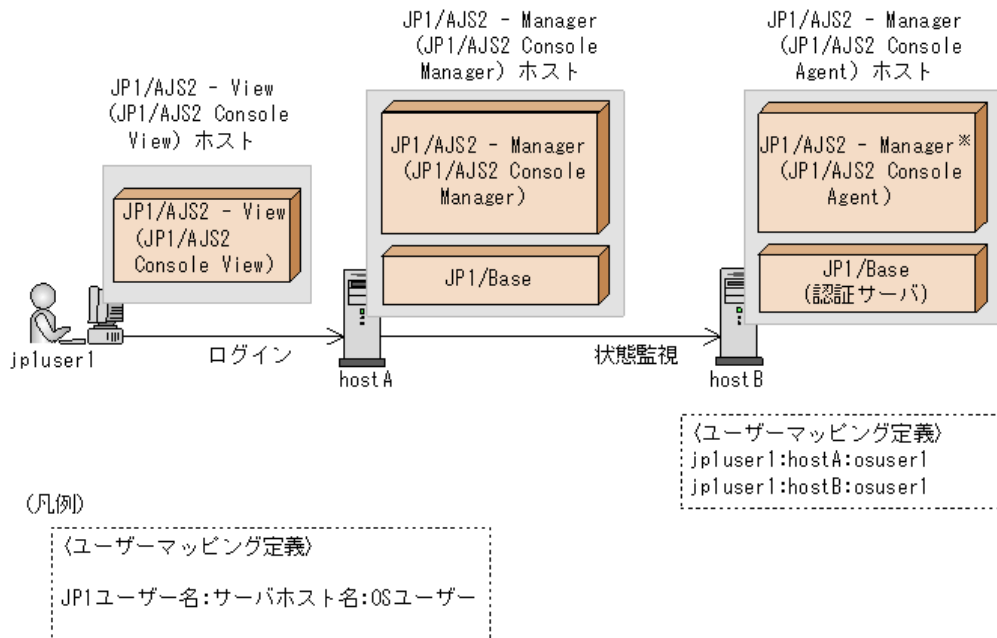 JP1/AJS2 - View
(JP1/AJS2 Console
View) ホスト
JP1/AJS2 - View
(JP1/AJS2
Console View)
JP1/AJS2 - Manager
(JP1/AJS2 Console
Manager) ホスト
JP1/AJS2 - Manager
(JP1/AJS2 Console
Manager)
JP1/Base
JP1/AJS2 - Manager
(JP1/AJS2 Console
Agent) ホスト
JP1/AJS2 - Manager※
(JP1/AJS2 Console
Agent)
JP1/Base
(認証サーバ)
jp1user1
ログイン
hostA
状態監視
hostB
〈ユーザーマッピング定義〉
jp1user1:hostA:osuser1
jp1user1:hostB:osuser1
(凡例)
〈ユーザーマッピング定義〉
JP1ユーザー名:サーバホスト名:OSユーザー